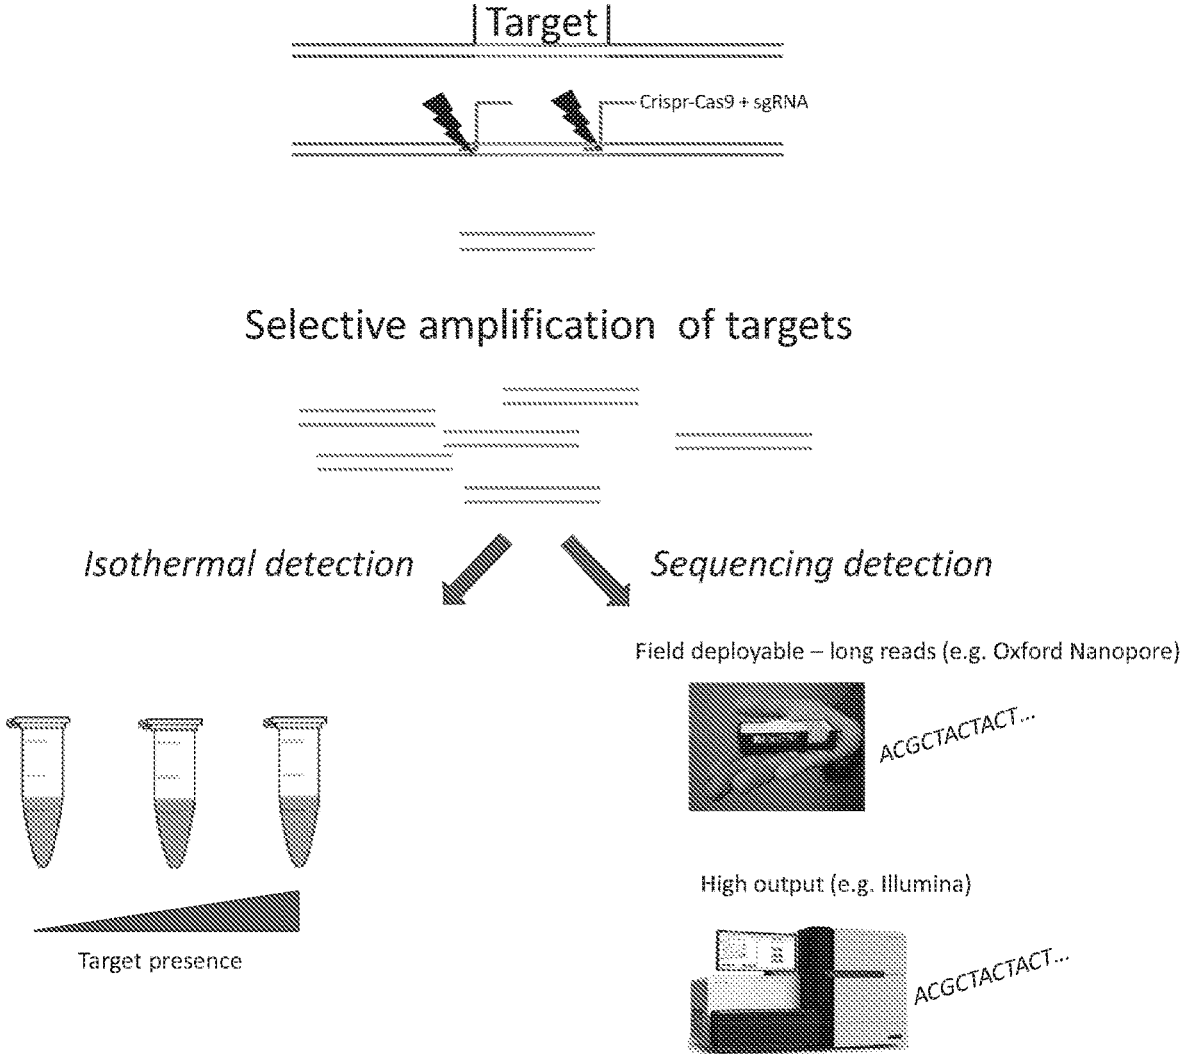 Target
Crispr-Cas9 + sgRNA
Selective amplification of targets
Isothermal detection
Sequencing detection
Field deployable – long reads (e.g. Oxford Nanopore)
ACGCTACTACT...
High output (e.g. Illumina)
Target presence
ACGCTACTACT...